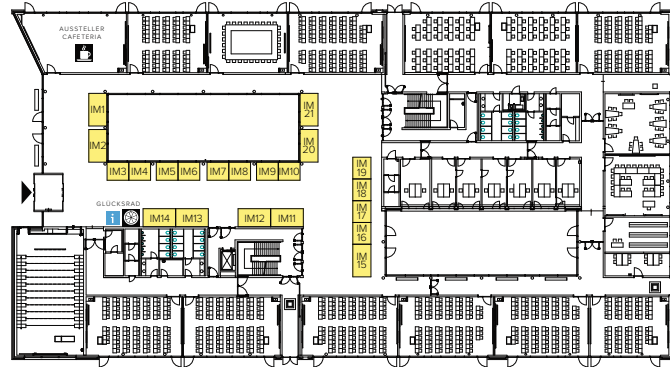 AUSSTELLER
CAFETERIA
IM1
IM
21
IM2
IM
20
IM3 IM4 IM5 IM6 IM7 IM8 IM9 IM10
IM
19
IM
18
IM
17
IM
16
IM
15
GLÜCKSRAD
i
IM14 IM13 IM12 IM11